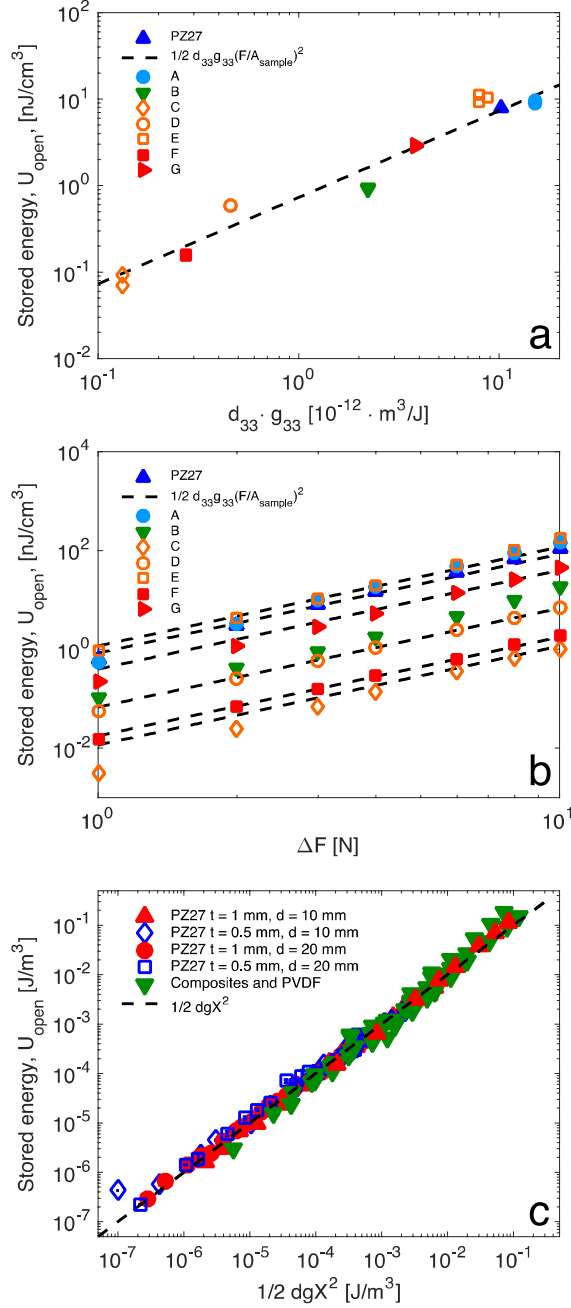 10²
10¹
10⁰
10⁻¹
10⁻²
Stored energy, U_open, [nJ/cm³]
PZ27
1/2 d₃₃g₃₃(F/A_sample)²
A
B
C
D
E
F
G
a
10⁻¹ 10⁰ 10¹
d₃₃· g₃₃ [10⁻¹² · m³/J]
10⁴
10²
10⁰
10⁻²
Stored energy, U_open, [nJ/cm³]
PZ27
1/2 d₃₃g₃₃(F/A_sample)²
A
B
C
D
E
F
G
b
10⁰ 10¹
ΔF [N]
10⁻¹
10⁻²
10⁻³
10⁻⁴
10⁻⁵
10⁻⁶
10⁻⁷
Stored energy, U_open [J/m³]
PZ27 t = 1 mm, d = 10 mm
PZ27 t = 0.5 mm, d = 10 mm
PZ27 t = 1 mm, d = 20 mm
PZ27 t = 0.5 mm, d = 20 mm
Composites and PVDF
1/2 dgX²
c
10⁻⁷ 10⁻⁶ 10⁻⁵ 10⁻⁴ 10⁻³ 10⁻² 10⁻¹
1/2 dgX² [J/m³]